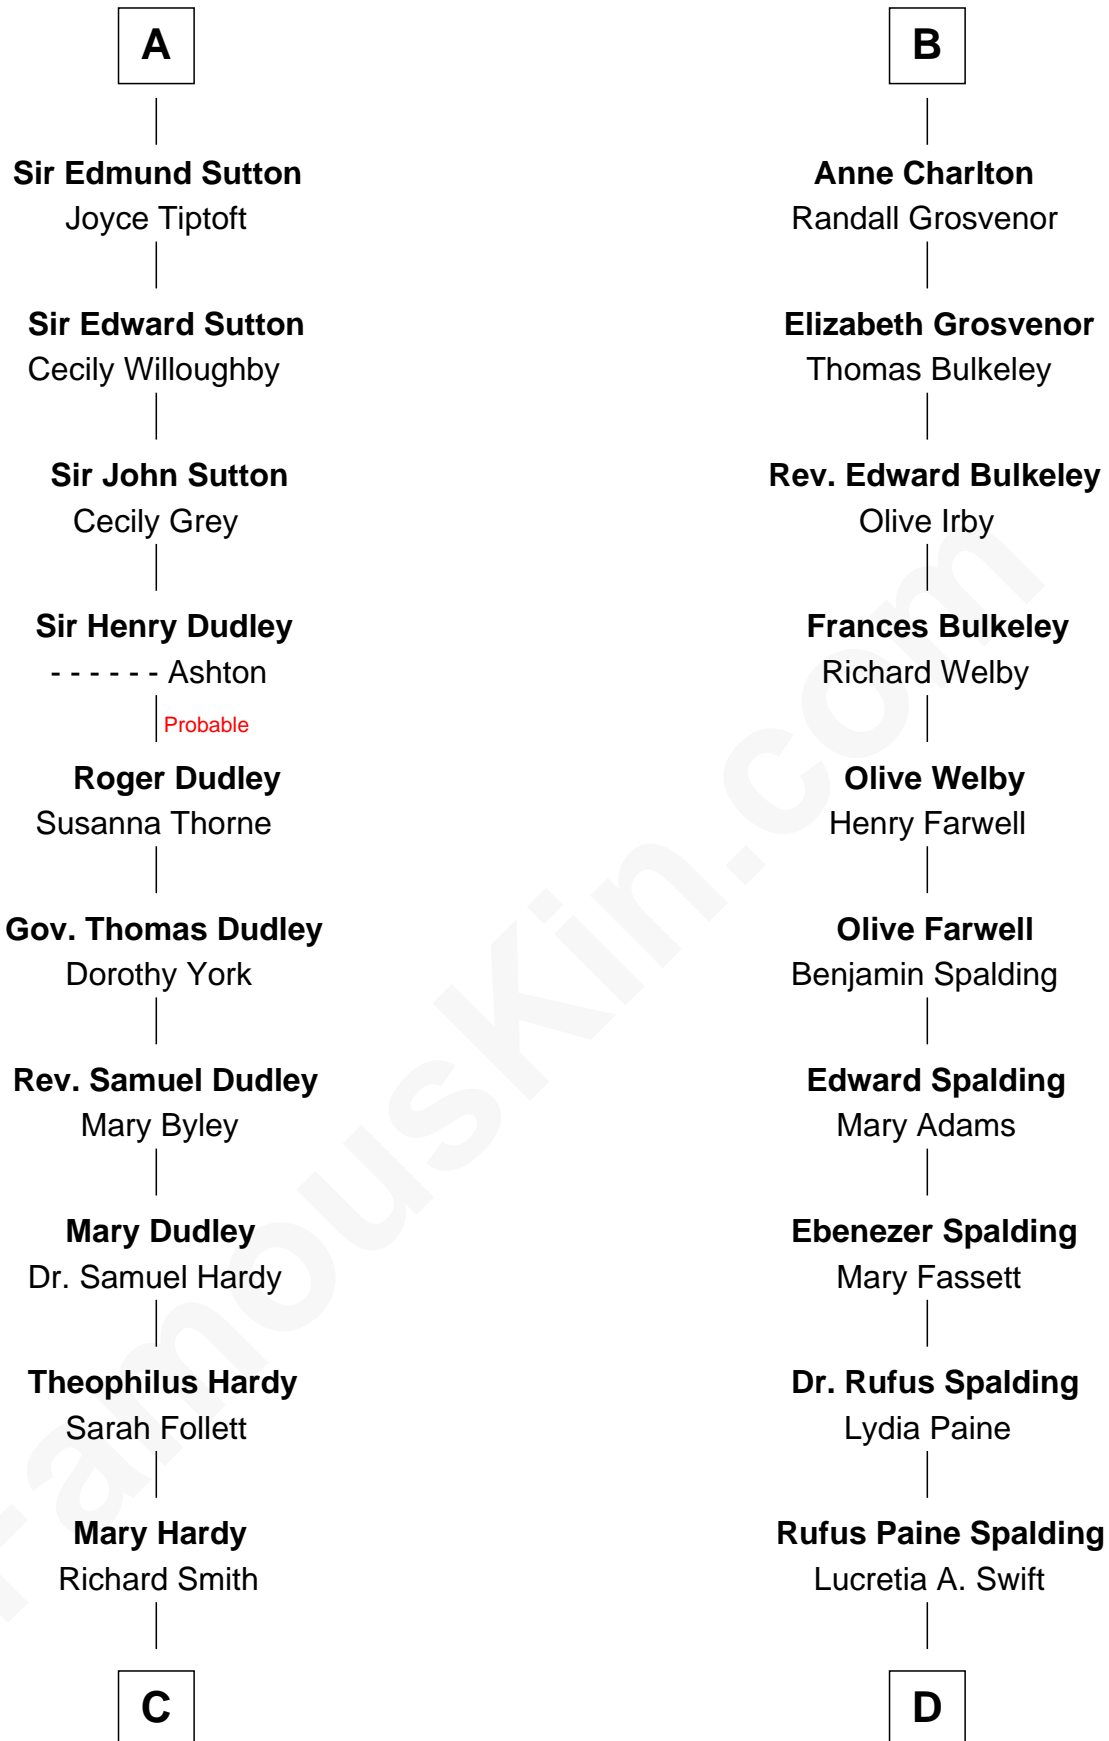 A
Sir Edmund Sutton
Joyce Tiptoft
Sir Edward Sutton
Cecily Willoughby
Sir John Sutton
Cecily Grey
Sir Henry Dudley
- - - - - - Ashton
Probable
Roger Dudley
Susanna Thorne
Gov. Thomas Dudley
Dorothy York
Rev. Samuel Dudley
Mary Byley
Mary Dudley
Dr. Samuel Hardy
Theophilus Hardy
Sarah Follett
Mary Hardy
Richard Smith
C
B
Anne Charlton
Randall Grosvenor
Elizabeth Grosvenor
Thomas Bulkeley
Rev. Edward Bulkeley
Olive Irby
Frances Bulkeley
Richard Welby
Olive Welby
Henry Farwell
Olive Farwell
Benjamin Spalding
Edward Spalding
Mary Adams
Ebenezer Spalding
Mary Fassett
Dr. Rufus Spalding
Lydia Paine
Rufus Paine Spalding
Lucretia A. Swift
D
FamousKin.com